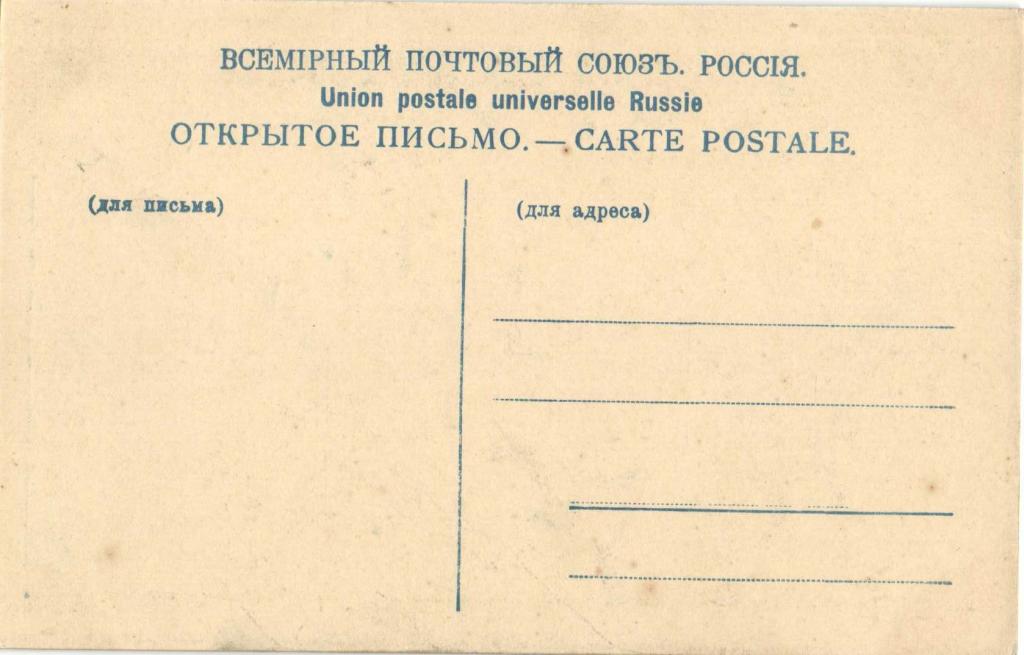 ВСЕМІРНЫЙ ПОЧТОВЫЙ СОЮЗЪ. РОССІЯ.
Union postale universelle Russie
ОТКРЫТОЕ ПИСЬМО. — CARTE POSTALE.
(для письма)
(для адреса)